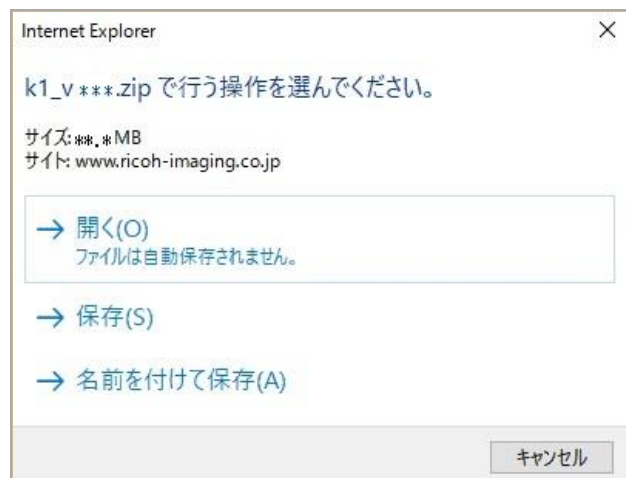 Internet Explorer
k1_v ***.zip で行う操作を選んでください。
サイズ: **.*MB
サイト: www.ricoh-imaging.co.jp
→ 開く(O)
ファイルは自動保存されません。
→ 保存(S)
→ 名前を付けて保存(A)
キャンセル